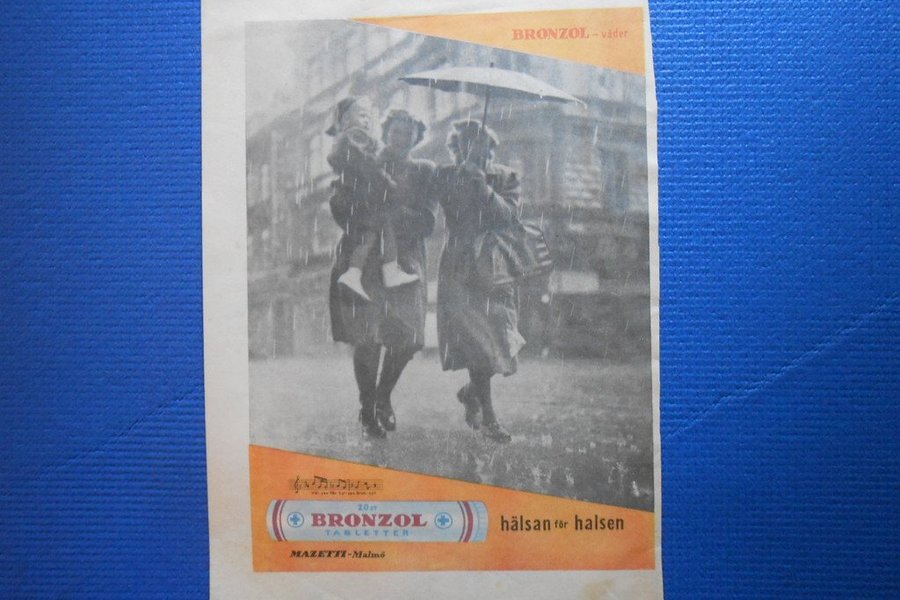 BRONZOL – väder
20 ST
BRONZOL
TABLETTER
hälsan för halsen
MAZETTI - Malmö